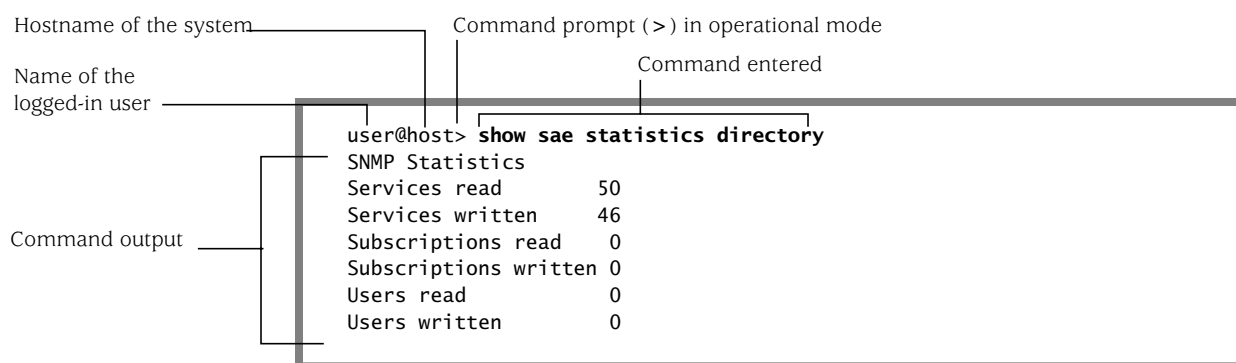 Hostname of the system
Command prompt (>) in operational mode
Command entered
Name of the
logged-in user
user@host> show sae statistics directory
SNMP Statistics
Services read 50
Services written 46
Subscriptions read 0
Subscriptions written 0
Users read 0
Users written 0
Command output